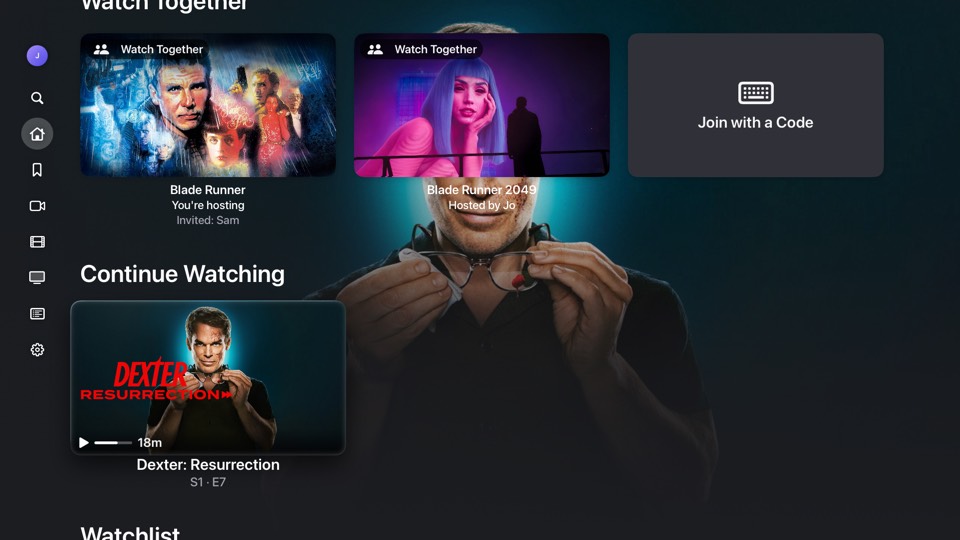 Watch Together
J
Watch Together
Watch Together
Join with a Code
Blade Runner
You're hosting
Invited: Sam
Blade Runner 2049
Hosted by Jo
Continue Watching
DEXTER
RESURRECTION
18m
Dexter: Resurrection
S1 · E7
Watchlist